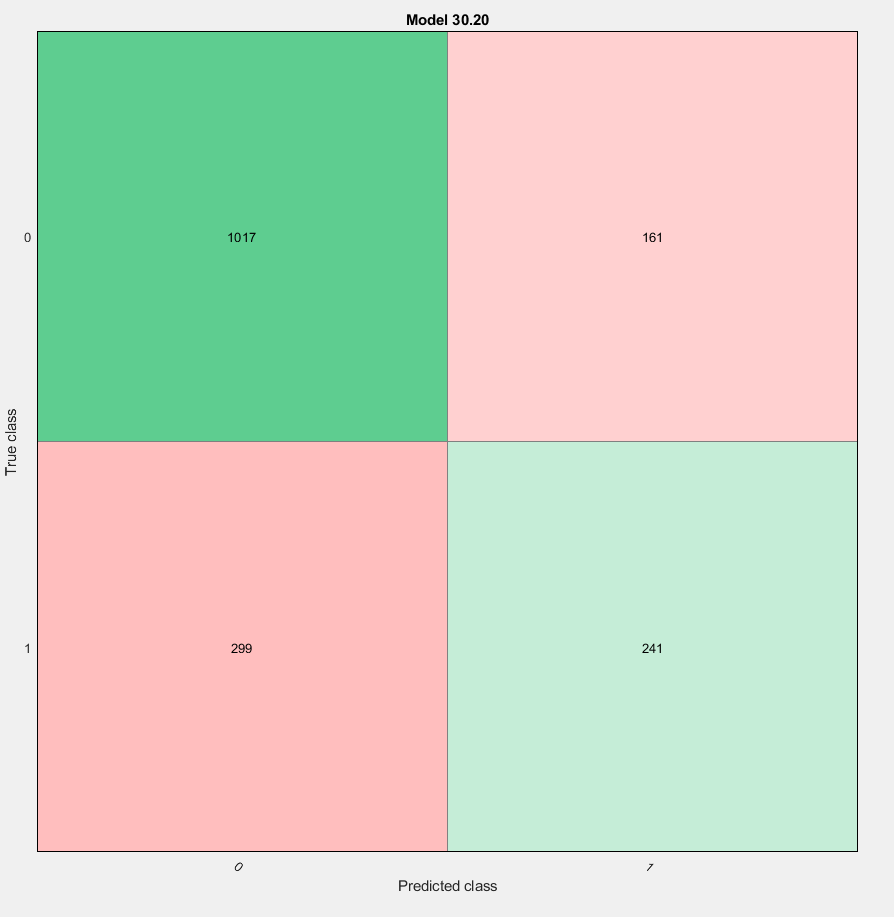 Model 30.20
0
1017
161
True class
1
299
241
0
1
Predicted class